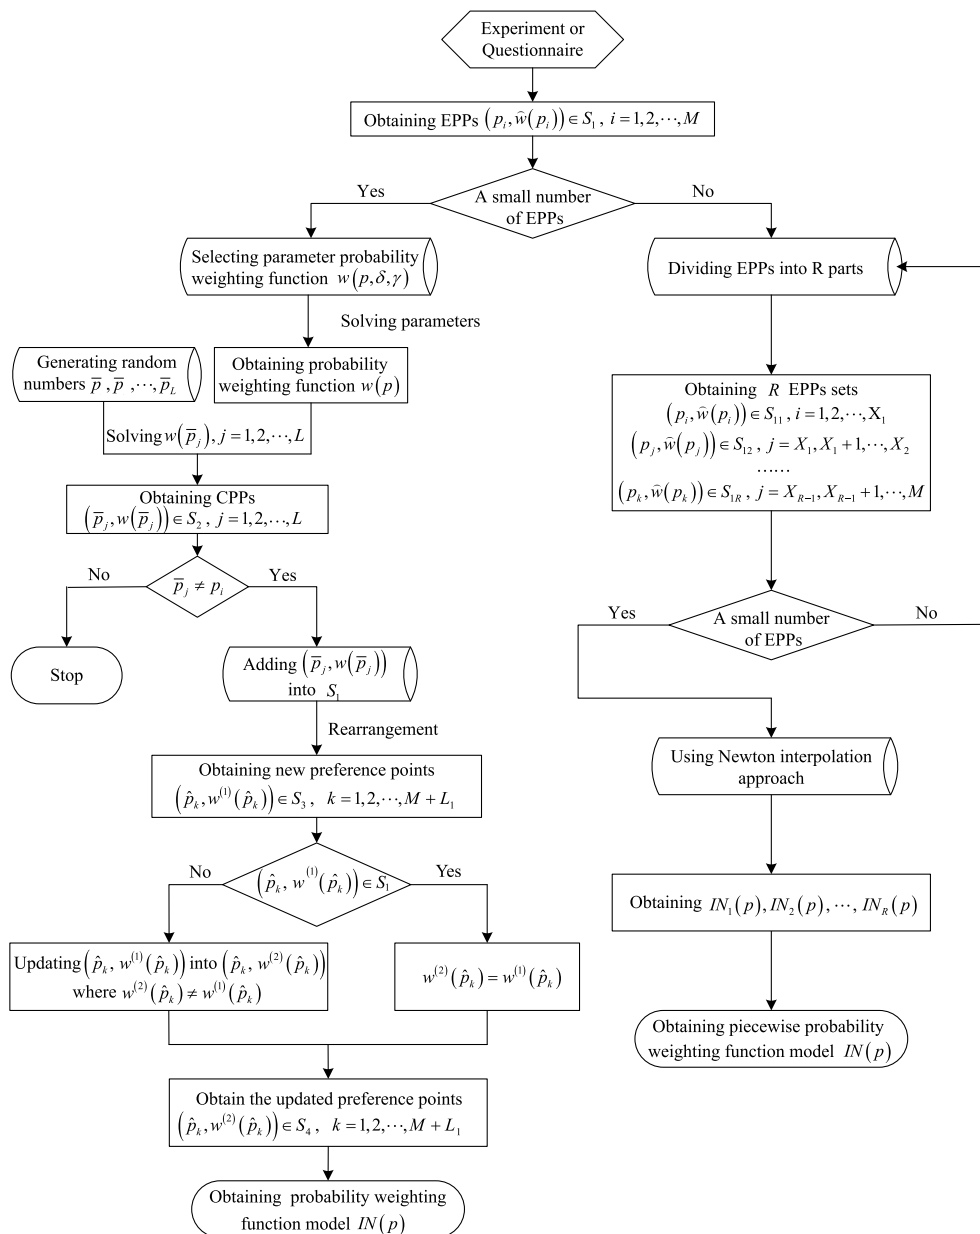 Experiment or
Questionnaire
Obtaining EPPs (p_i, ŵ(p_i)) ∈ S_1 , i = 1,2,⋯,M
Yes
A small number
of EPPs
No
Selecting parameter probability
weighting function w(p,δ,γ)
Dividing EPPs into R parts
Solving parameters
Generating random
numbers p̄ , p̄ ,⋯, p̄_L
Obtaining probability
weighting function w(p)
Solving w(p̄_j), j = 1,2,⋯,L
Obtaining R EPPs sets
(p_i, ŵ(p_i)) ∈ S_11 , i = 1,2,⋯,X_1
(p_j, ŵ(p_j)) ∈ S_12 , j = X_1, X_1 + 1,⋯, X_2
⋯⋯
(p_k, ŵ(p_k)) ∈ S_1R , j = X_{R−1}, X_{R−1} + 1,⋯,M
Obtaining CPPs
(p̄_j, w(p̄_j)) ∈ S_2 , j = 1,2,⋯,L
No
p̄_j ≠ p_i
Yes
Stop
Adding (p̄_j, w(p̄_j))
into S_1
Yes
A small number
of EPPs
No
Rearrangement
Using Newton interpolation
approach
Obtaining new preference points
(p̂_k, w^(1)(p̂_k)) ∈ S_3 , k = 1,2,⋯,M + L_1
No
(p̂_k, w^(1)(p̂_k)) ∈ S_1
Yes
Obtaining IN_1(p), IN_2(p),⋯, IN_R(p)
Updating (p̂_k, w^(1)(p̂_k)) into (p̂_k, w^(2)(p̂_k))
where w^(2)(p̂_k) ≠ w^(1)(p̂_k)
w^(2)(p̂_k) = w^(1)(p̂_k)
Obtaining piecewise probability
weighting function model IN(p)
Obtain the updated preference points
(p̂_k, w^(2)(p̂_k)) ∈ S_4 , k = 1,2,⋯,M + L_1
Obtaining probability weighting
function model IN(p)